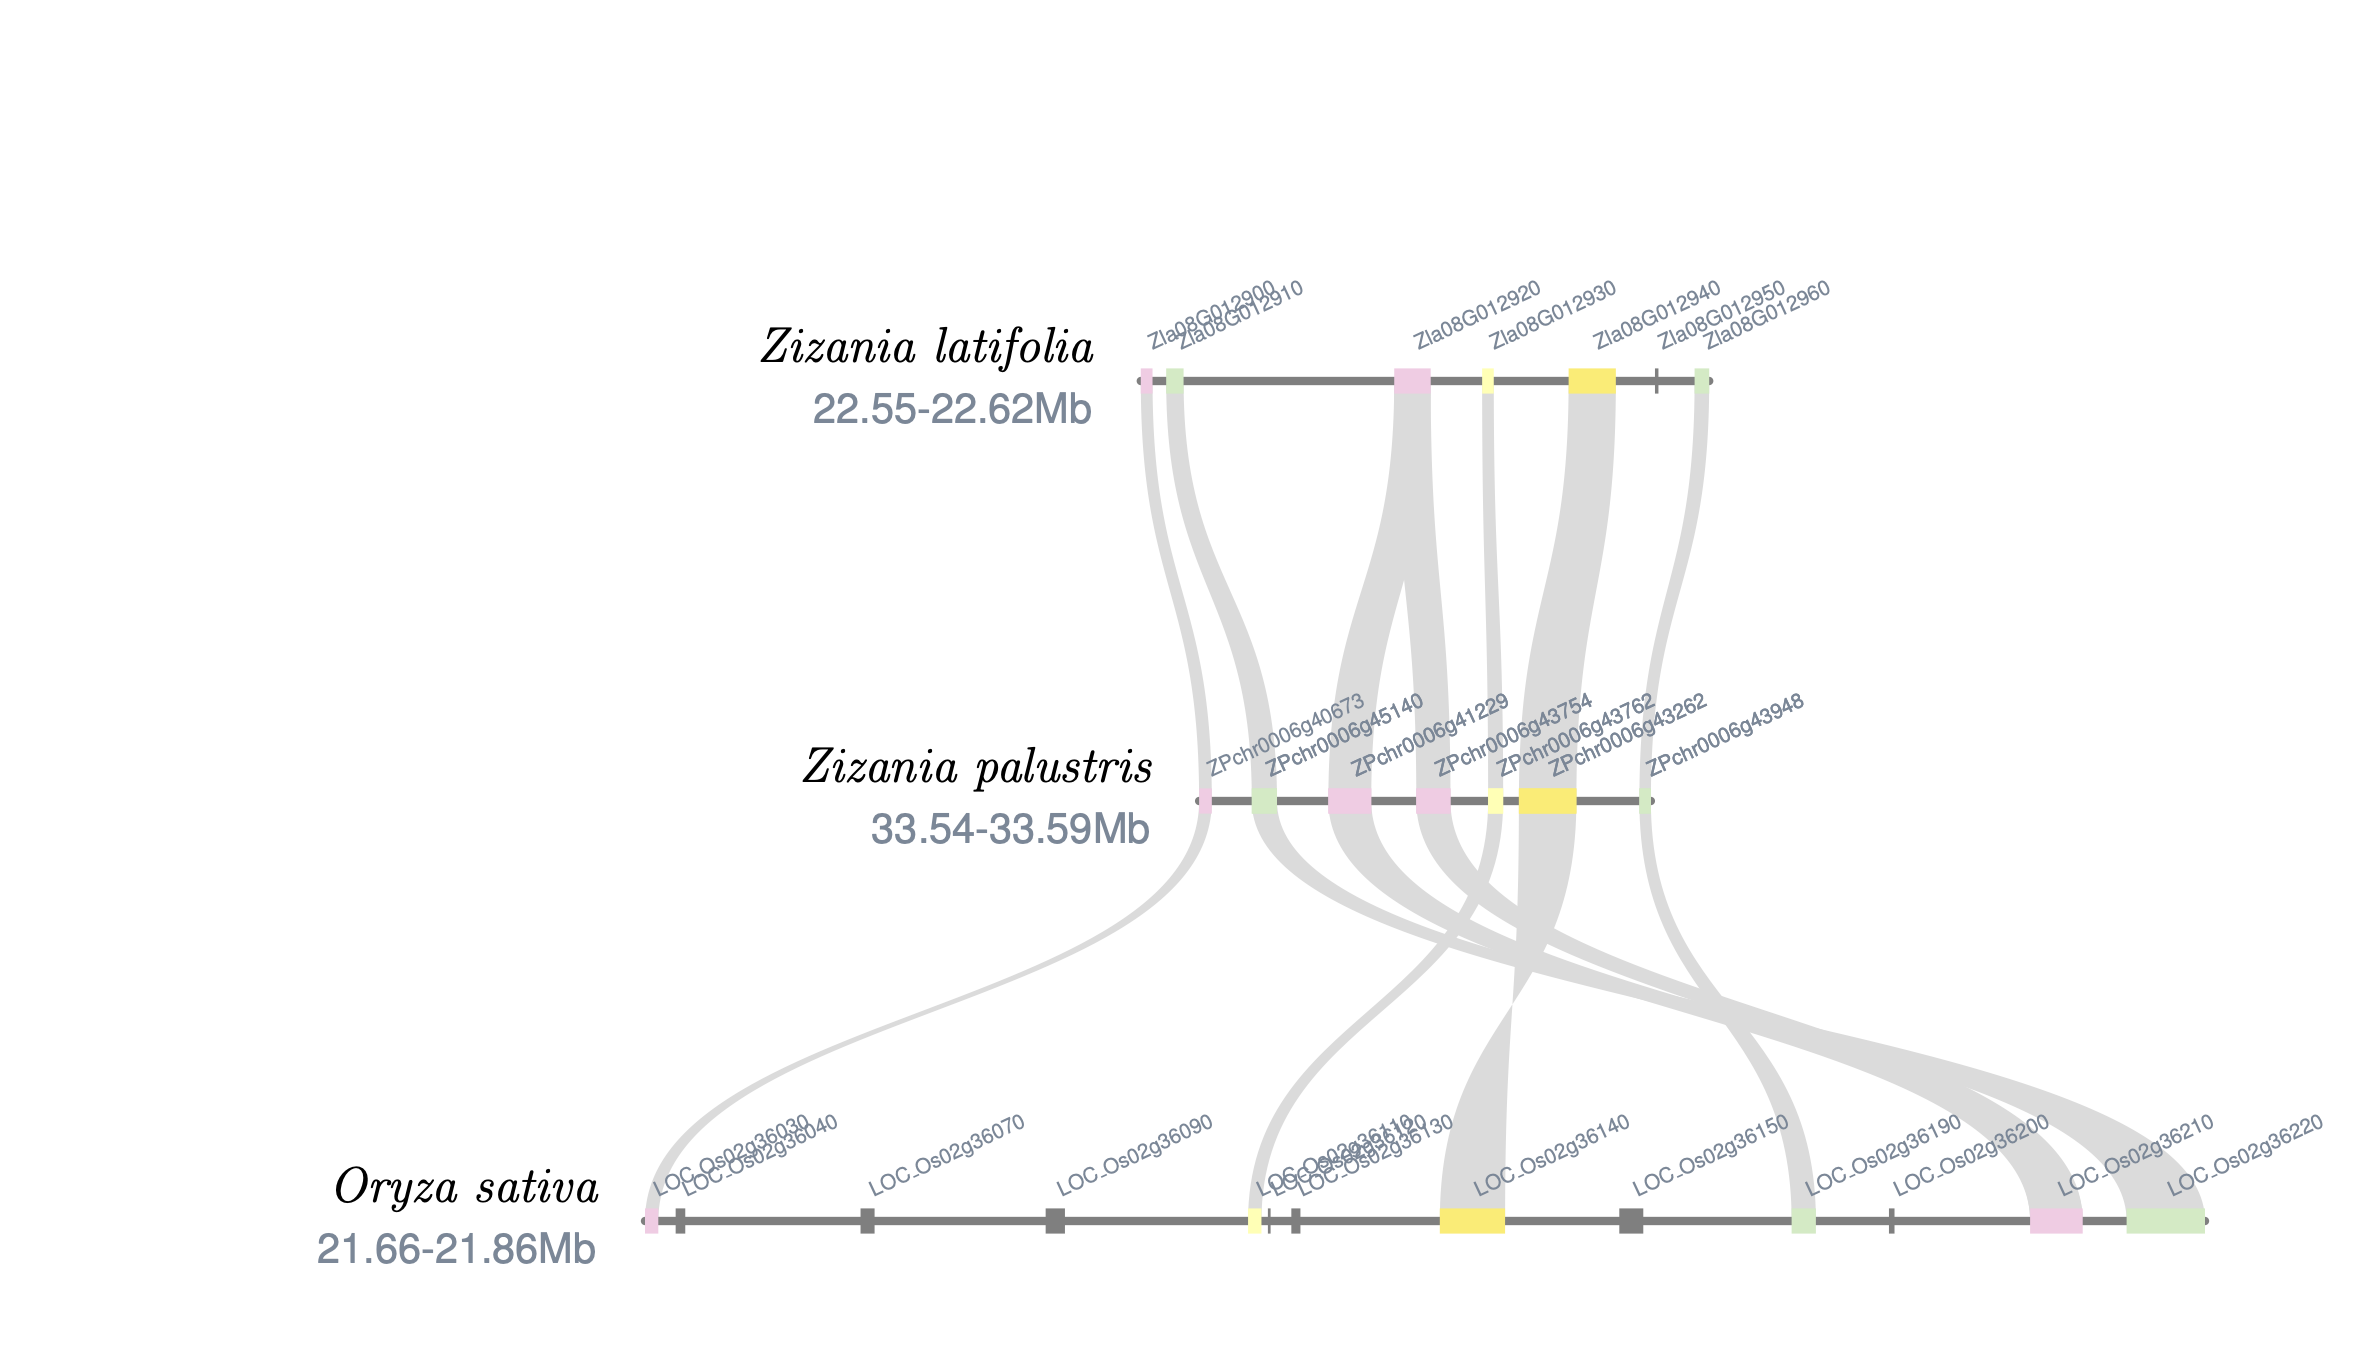 Zla08G012900
Zla08G012910
Zla08G012920
Zla08G012930
Zla08G012940
Zla08G012950
Zla08G012960
Zizania latifolia
22.55-22.62Mb
ZPchr0006g40673
ZPchr0006g45140
ZPchr0006g41229
ZPchr0006g43754
ZPchr0006g43762
ZPchr0006g43262
ZPchr0006g43948
Zizania palustris
33.54-33.59Mb
LOC_Os02g36030
LOC_Os02g36040
LOC_Os02g36070
LOC_Os02g36090
LOC_Os02g36110
LOC_Os02g36120
LOC_Os02g36130
LOC_Os02g36140
LOC_Os02g36150
LOC_Os02g36190
LOC_Os02g36200
LOC_Os02g36210
LOC_Os02g36220
Oryza sativa
21.66-21.86Mb